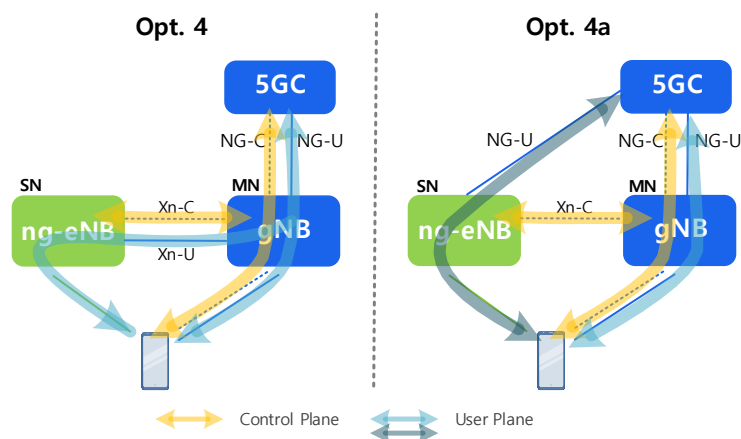 Opt. 4
5GC
NG-C
NG-U
SN
MN
Xn-C
ng-eNB
gNB
Xn-U
Opt. 4a
5GC
NG-U
NG-C
NG-U
SN
MN
Xn-C
ng-eNB
gNB
Control Plane
User Plane